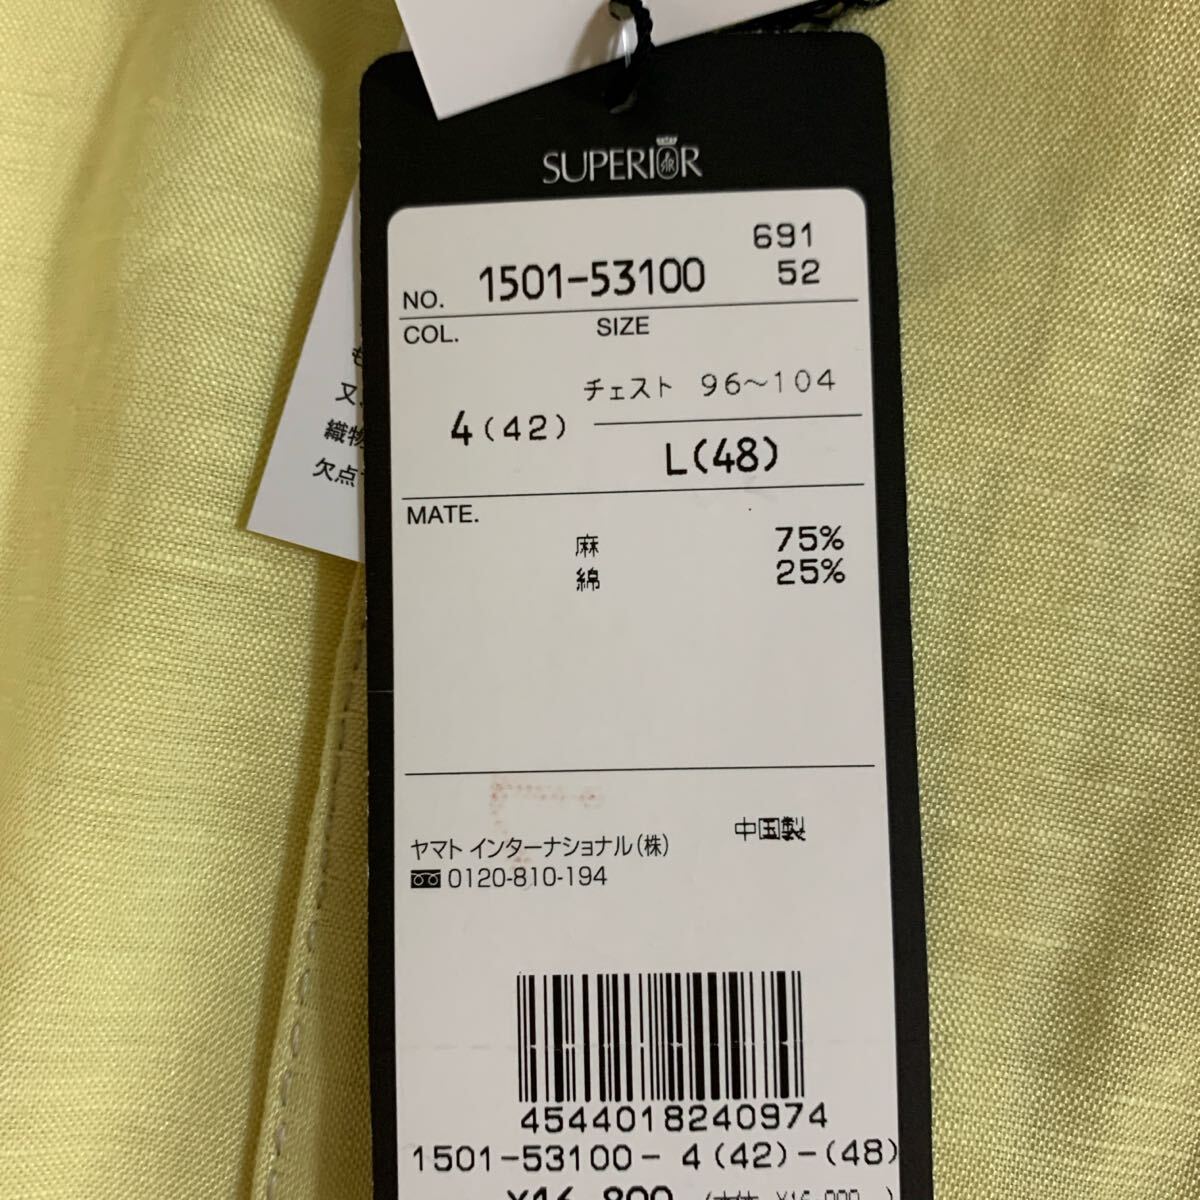 SUPERIOR
691
NO. 1501-53100 52
COL. SIZE
チェスト 96〜104
4(42)
L(48)
MATE.
麻 75%
綿 25%
中国製
ヤマト インターナショナル(株)
0120-810-194
4544018240974
1501-53100- 4(42)-(48)
又
織物
欠点